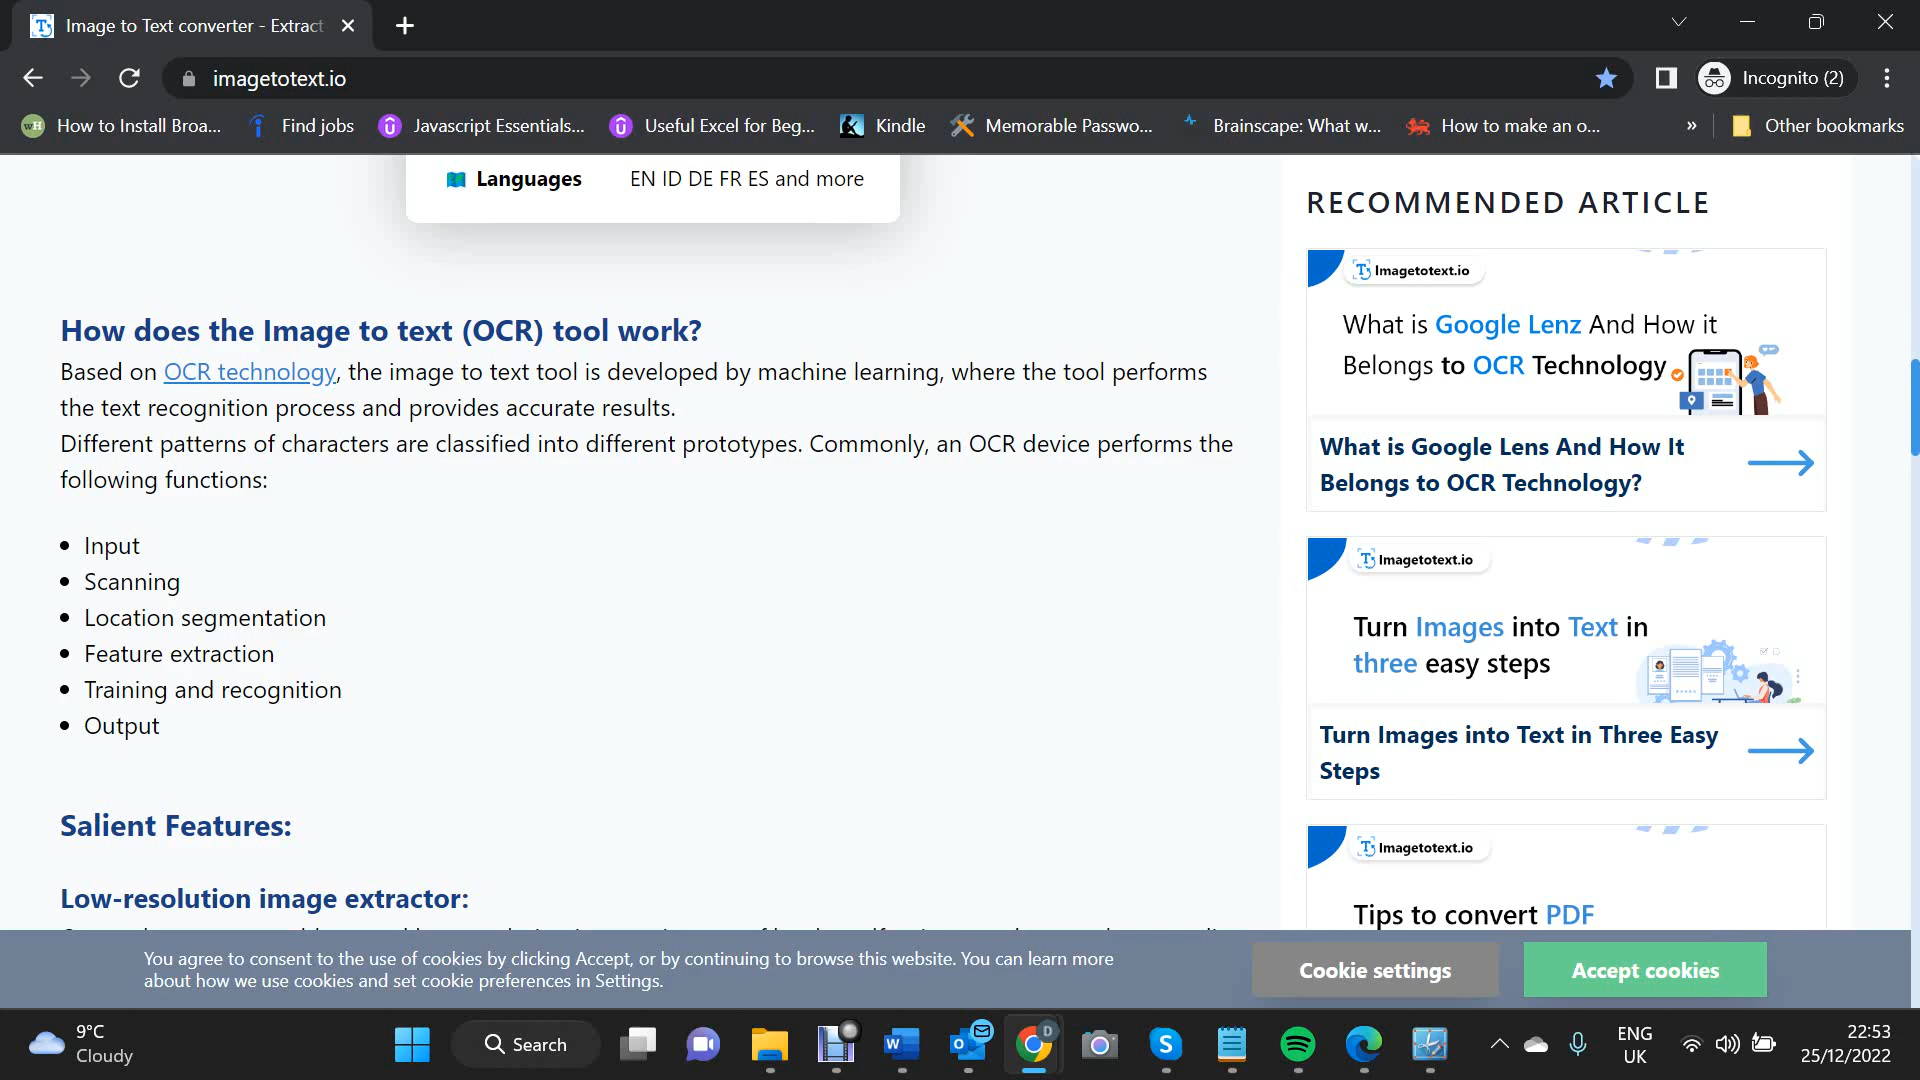 Image to Text converter - Extract
imagetotext.io
Incognito (2)
How to Install Broa...
Find jobs
Javascript Essentials...
Useful Excel for Beg...
Kindle
Memorable Passwo...
Brainscape: What w...
How to make an o...
»
Other bookmarks
Languages EN ID DE FR ES and more
How does the Image to text (OCR) tool work?
Based on OCR technology, the image to text tool is developed by machine learning, where the tool performs
the text recognition process and provides accurate results.
Different patterns of characters are classified into different prototypes. Commonly, an OCR device performs the
following functions:
• Input
• Scanning
• Location segmentation
• Feature extraction
• Training and recognition
• Output
Salient Features:
Low-resolution image extractor:
RECOMMENDED ARTICLE
Imagetotext.io
What is Google Lenz And How it
Belongs to OCR Technology
What is Google Lens And How It
Belongs to OCR Technology?
Imagetotext.io
Turn Images into Text in
three easy steps
Turn Images into Text in Three Easy
Steps
Imagetotext.io
Tips to convert PDF
You agree to consent to the use of cookies by clicking Accept, or by continuing to browse this website. You can learn more
about how we use cookies and set cookie preferences in Settings.
Cookie settings
Accept cookies
9°C
Cloudy
Search
ENG
UK
22:53
25/12/2022